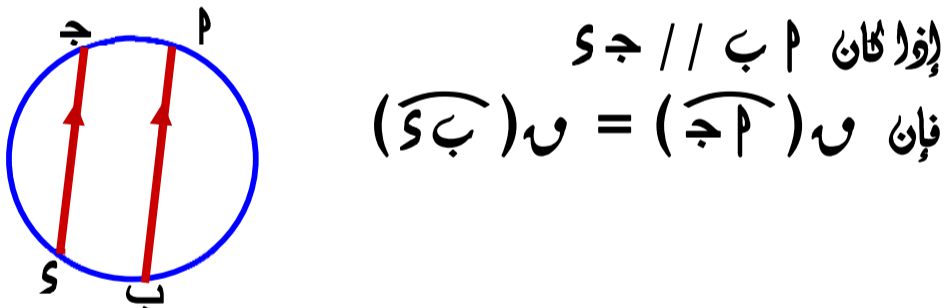 إذا كان ﺍ ب // جـ ء
فإن ق( ﺍ جـ ) = ق( ب ء )
جـ
ﺍ
ء
ب